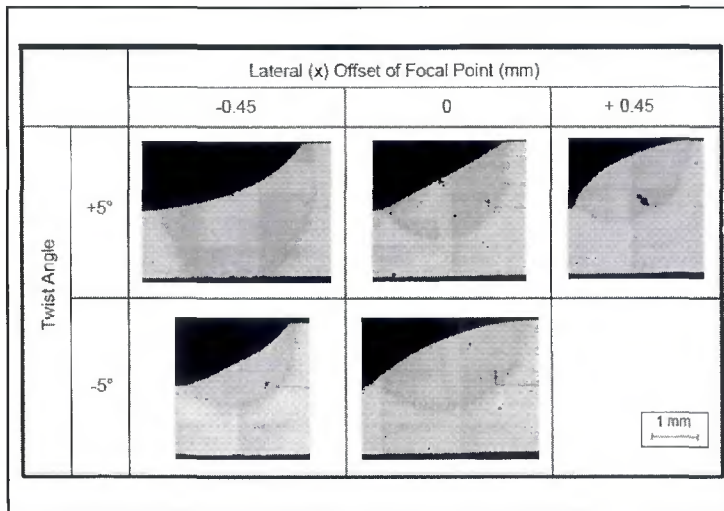 Lateral (x) Offset of Focal Point (mm)
-0.45
0
+ 0.45
Twist Angle
+5°
-5°
1 mm